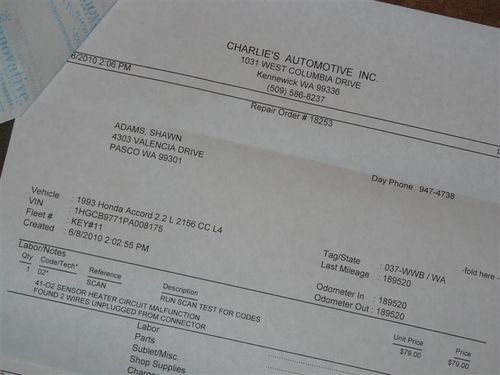 CHARLIE'S AUTOMOTIVE INC.
1031 WEST COLUMBIA DRIVE
Kennewick WA 99336
(509) 586-8237
/8/2010 2:06 PM
Repair Order # 18253
ADAMS, SHAWN
4303 VALENCIA DRIVE
PASCO WA 99301
Day Phone 947-4738
Vehicle : 1993 Honda Accord 2.2 L 2156 CC L4
VIN : 1HGCB9771PA008175
Fleet # : KEY#11
Created : 6/8/2010 2:02:55 PM
Tag/State : 037-WWB / WA
Last Mileage : 189520
-fold here -
Odometer In : 189520
Odometer Out : 189520
Labor/Notes
Qty Code/Tech* Reference Description Unit Price Price
1 02* SCAN RUN SCAN TEST FOR CODES $79.00 $79.00
41-O2 SENSOR HEATER CIRCUIT MALFUNCTION
FOUND 2 WIRES UNPLUGGED FROM CONNECTOR
Labor
Parts
Sublet/Misc.
Shop Supplies